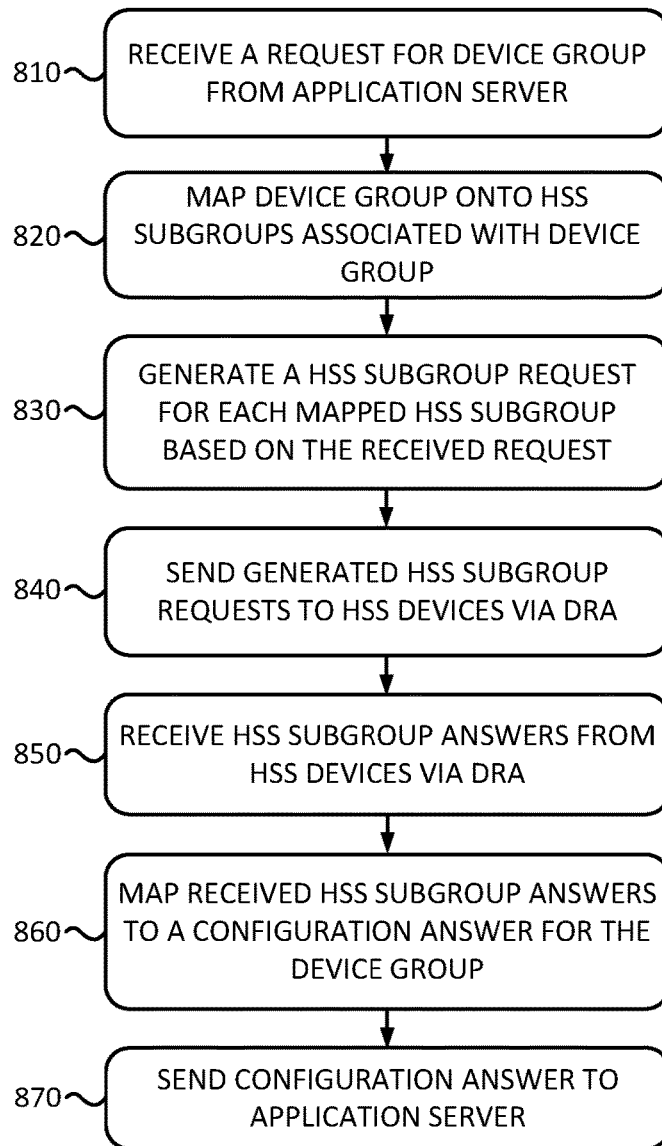 810
RECEIVE A REQUEST FOR DEVICE GROUP
FROM APPLICATION SERVER
820
MAP DEVICE GROUP ONTO HSS
SUBGROUPS ASSOCIATED WITH DEVICE
GROUP
830
GENERATE A HSS SUBGROUP REQUEST
FOR EACH MAPPED HSS SUBGROUP
BASED ON THE RECEIVED REQUEST
840
SEND GENERATED HSS SUBGROUP
REQUESTS TO HSS DEVICES VIA DRA
850
RECEIVE HSS SUBGROUP ANSWERS FROM
HSS DEVICES VIA DRA
860
MAP RECEIVED HSS SUBGROUP ANSWERS
TO A CONFIGURATION ANSWER FOR THE
DEVICE GROUP
870
SEND CONFIGURATION ANSWER TO
APPLICATION SERVER